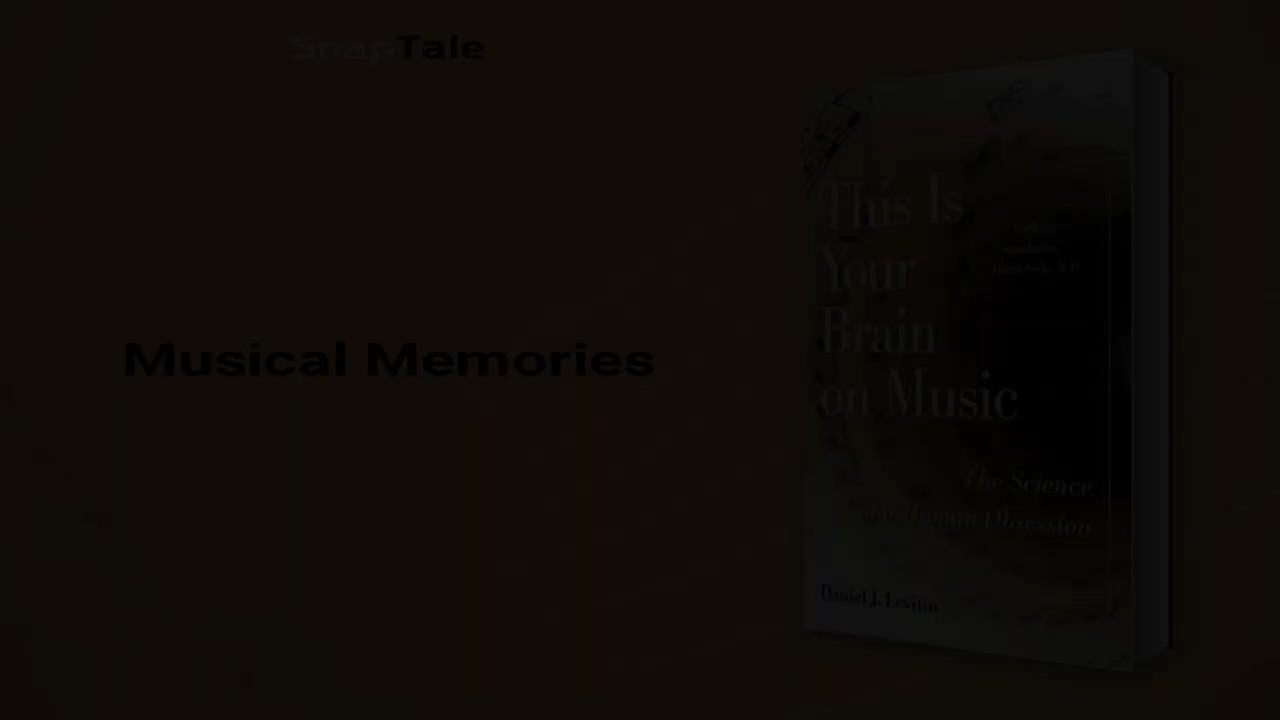 SnapTale
Musical Memories
This Is
Your
Brain
on Music
The Science
of a Human Obsession
Daniel J. Levitin